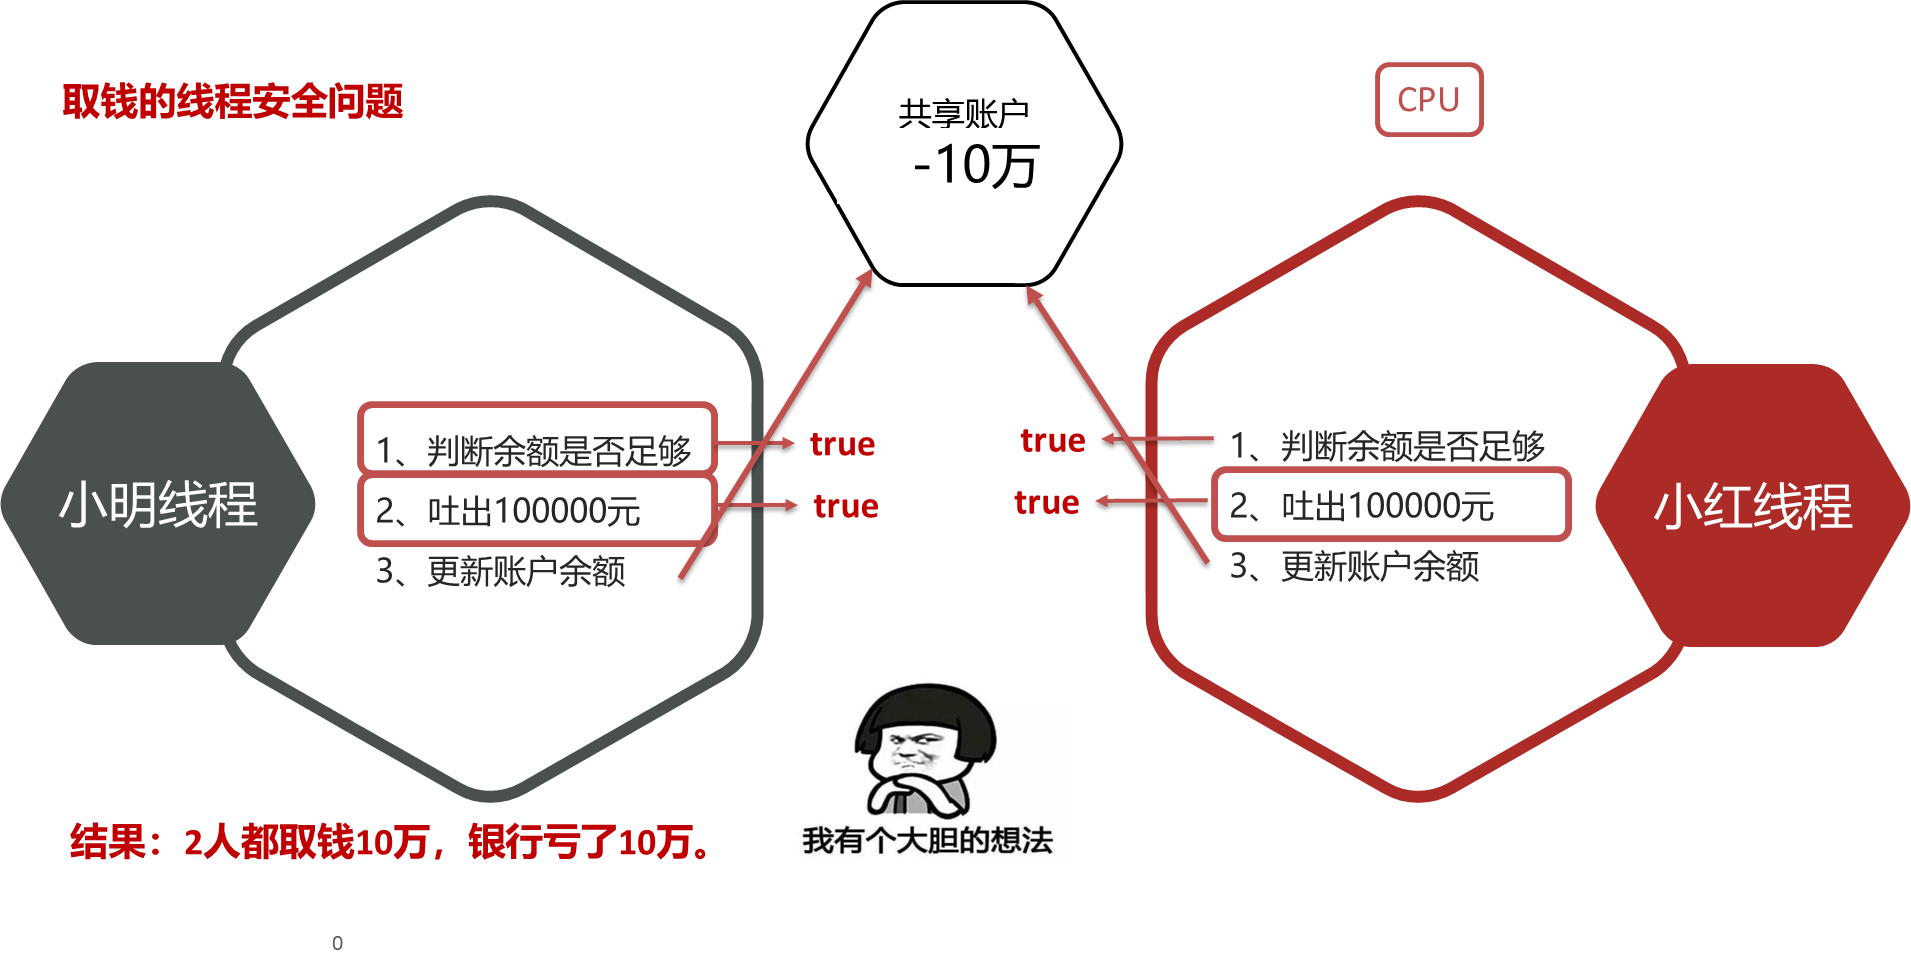 取钱的线程安全问题
共享账户
-10万
CPU
小明线程
1、判断余额是否足够
2、吐出100000元
3、更新账户余额
true
true
true
true
1、判断余额是否足够
2、吐出100000元
3、更新账户余额
小红线程
我有个大胆的想法
结果：2人都取钱10万，银行亏了10万。
0